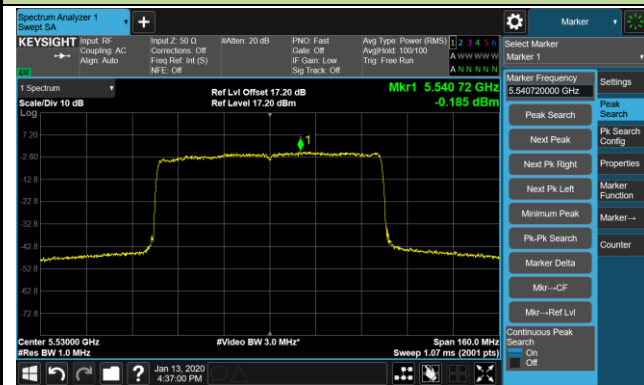 Spectrum Analyzer 1
Swept SA
+
Marker
KEYSIGHT
Input: RF
Coupling: AC
Align: Auto
Input Z: 50 Ω
Corrections: Off
Freq Ref: Int (S)
NFE: Off
#Atten: 20 dB
PNO: Fast
Gate: Off
IF Gain: Low
Sig Track: Off
Avg Type: Power (RMS)
Avg|Hold: 100/100
Trig: Free Run
1 2 3 4 5 6
A W W W W W
A N N N N N
Select Marker
Marker 1
1 Spectrum
Scale/Div 10 dB
Log
Ref Lvl Offset 17.20 dB
Ref Level 17.20 dBm
Mkr1 5.540 72 GHz
-0.185 dBm
1
7.20
-2.80
-12.8
-22.8
-32.8
-42.8
-52.8
-62.8
-72.8
Center 5.53000 GHz
#Res BW 1.0 MHz
#Video BW 3.0 MHz*
Span 160.0 MHz
Sweep 1.07 ms (2001 pts)
Marker Frequency
5.540720000 GHz
Peak Search
Next Peak
Next Pk Right
Next Pk Left
Minimum Peak
Pk-Pk Search
Marker Delta
Mkr→CF
Mkr→Ref Lvl
Continuous Peak
Search
On
Off
Settings
Peak
Search
Pk Search
Config
Properties
Marker
Function
Marker→
Counter
?
Jan 13, 2020
4:37:00 PM